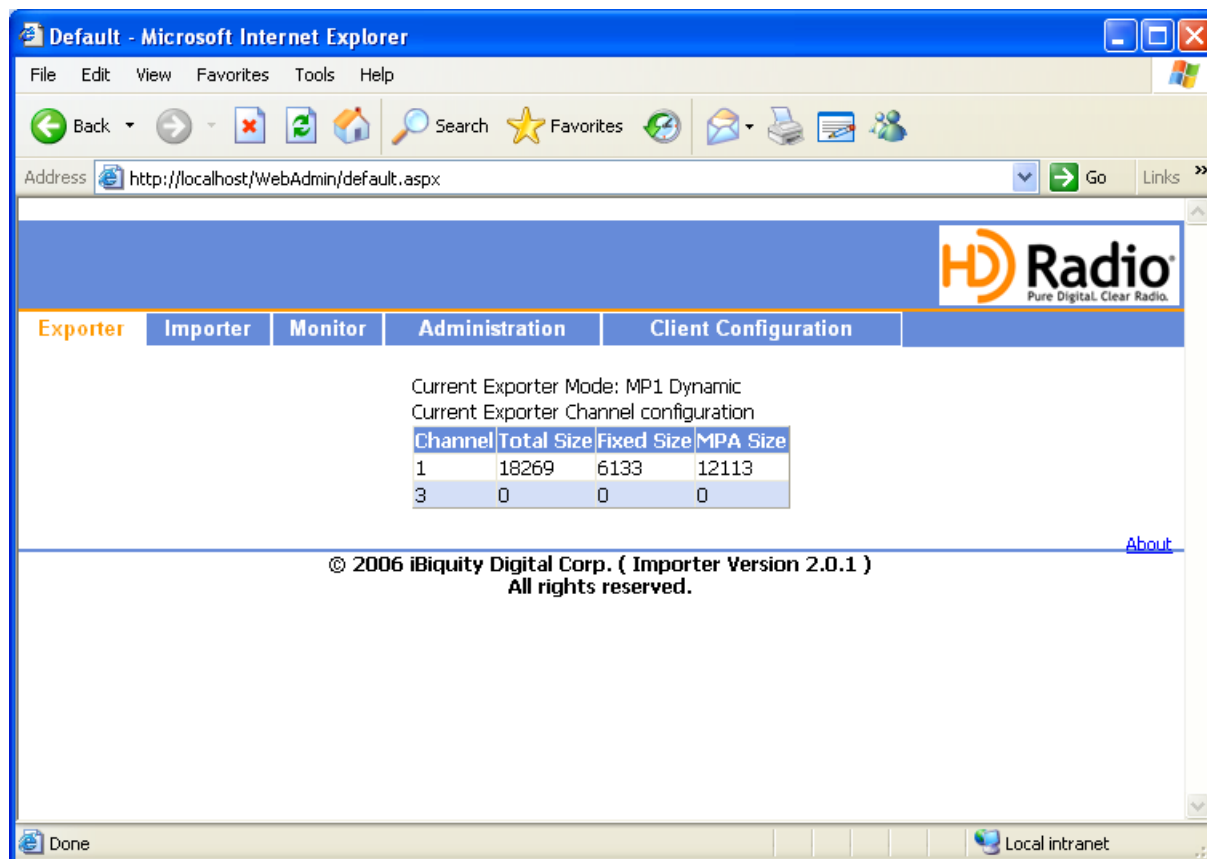 Default - Microsoft Internet Explorer
File Edit View Favorites Tools Help
Back Search Favorites
Address http://localhost/WebAdmin/default.aspx Go Links »
HD Radio
Pure Digital. Clear Radio.
Exporter Importer Monitor Administration Client Configuration
Current Exporter Mode: MP1 Dynamic
Current Exporter Channel configuration
Channel Total Size Fixed Size MPA Size
1 18269 6133 12113
3 0 0 0
About
© 2006 iBiquity Digital Corp. ( Importer Version 2.0.1 )
All rights reserved.
Done Local intranet